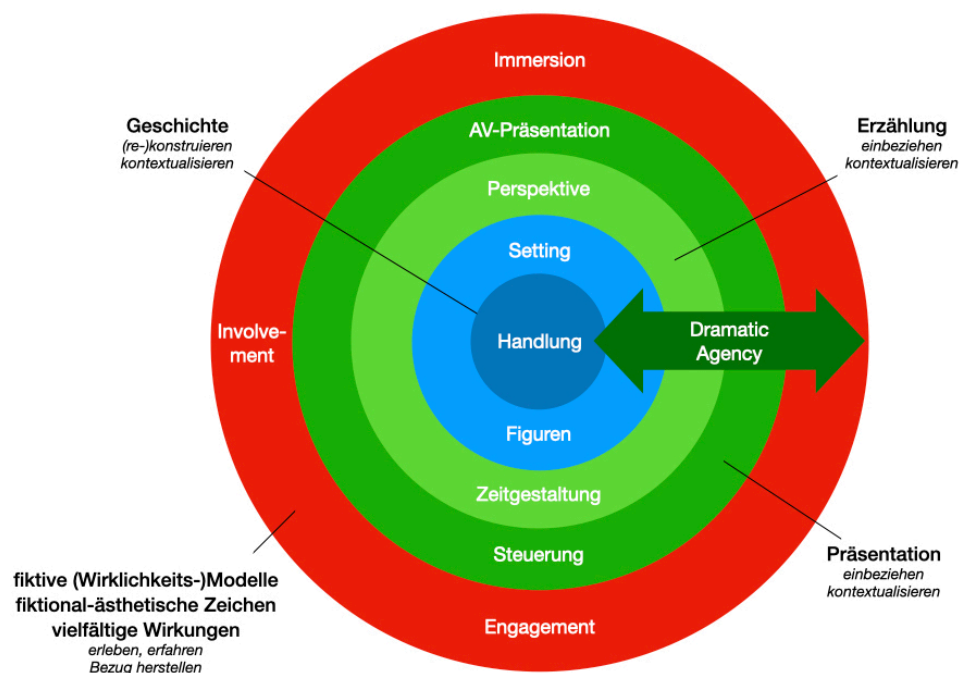 Immersion
Geschichte
(re-)konstruieren
kontextualisieren
AV-Präsentation
Erzählung
einbeziehen
kontextualisieren
Perspektive
Setting
Involve-
ment
Handlung
Dramatic
Agency
Figuren
Zeitgestaltung
Steuerung
Präsentation
einbeziehen
kontextualisieren
fiktive (Wirklichkeits-)Modelle
fiktional-ästhetische Zeichen
vielfältige Wirkungen
erleben, erfahren
Bezug herstellen
Engagement